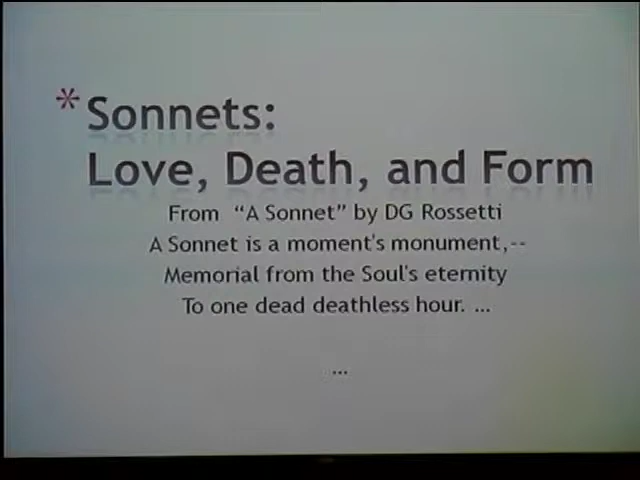 * Sonnets:
Love, Death, and Form
From “A Sonnet” by DG Rossetti
A Sonnet is a moment's monument,--
Memorial from the Soul's eternity
To one dead deathless hour. ...
...